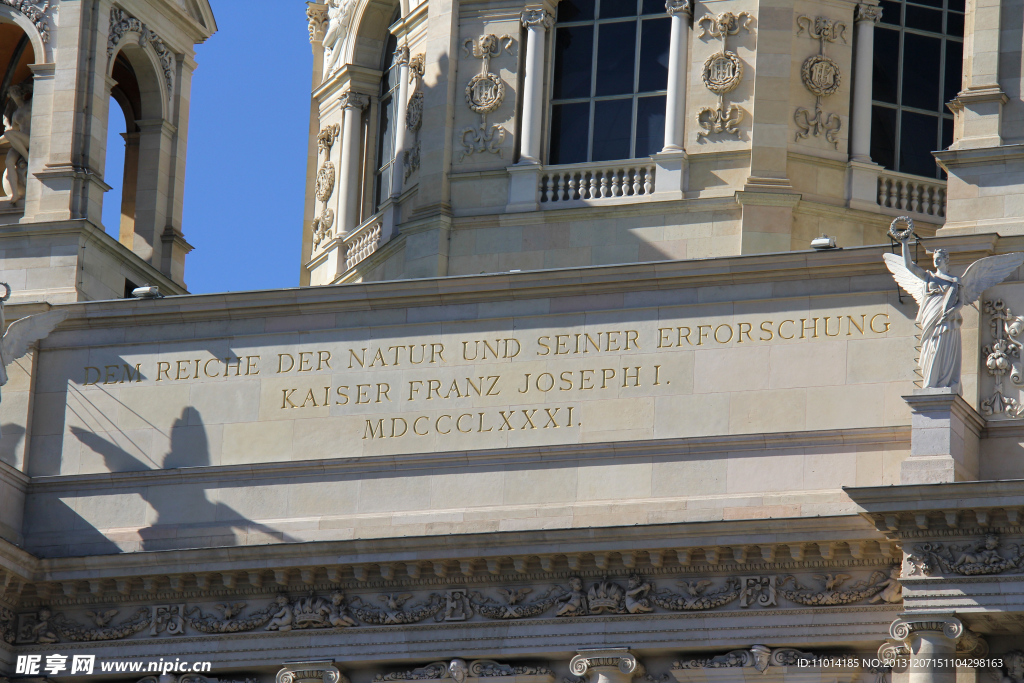 DEM REICHE DER NATUR UND SEINER ERFORSCHUNG
KAISER FRANZ JOSEPH I.
MDCCCLXXXI.
昵享网 www.nipic.cn
ID:11014185 NO:20131207151104298163